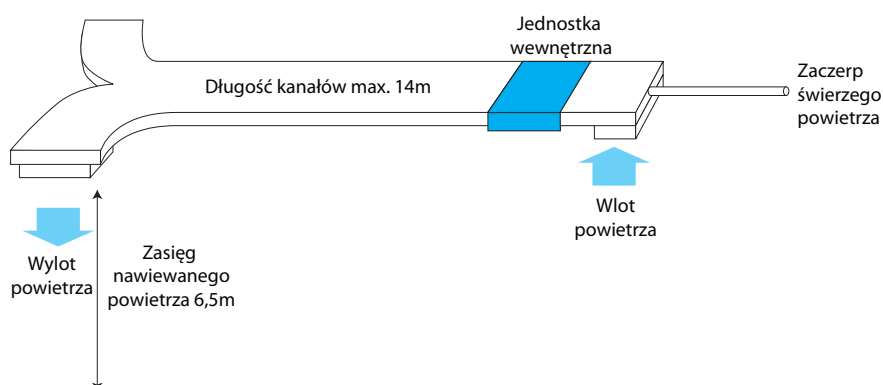 Jednostka
wewnętrzna
Długość kanałów max. 14m
Zaczerp
świerzego
powietrza
Wlot
powietrza
Wylot
powietrza
Zasięg
nawiewanego
powietrza 6,5m